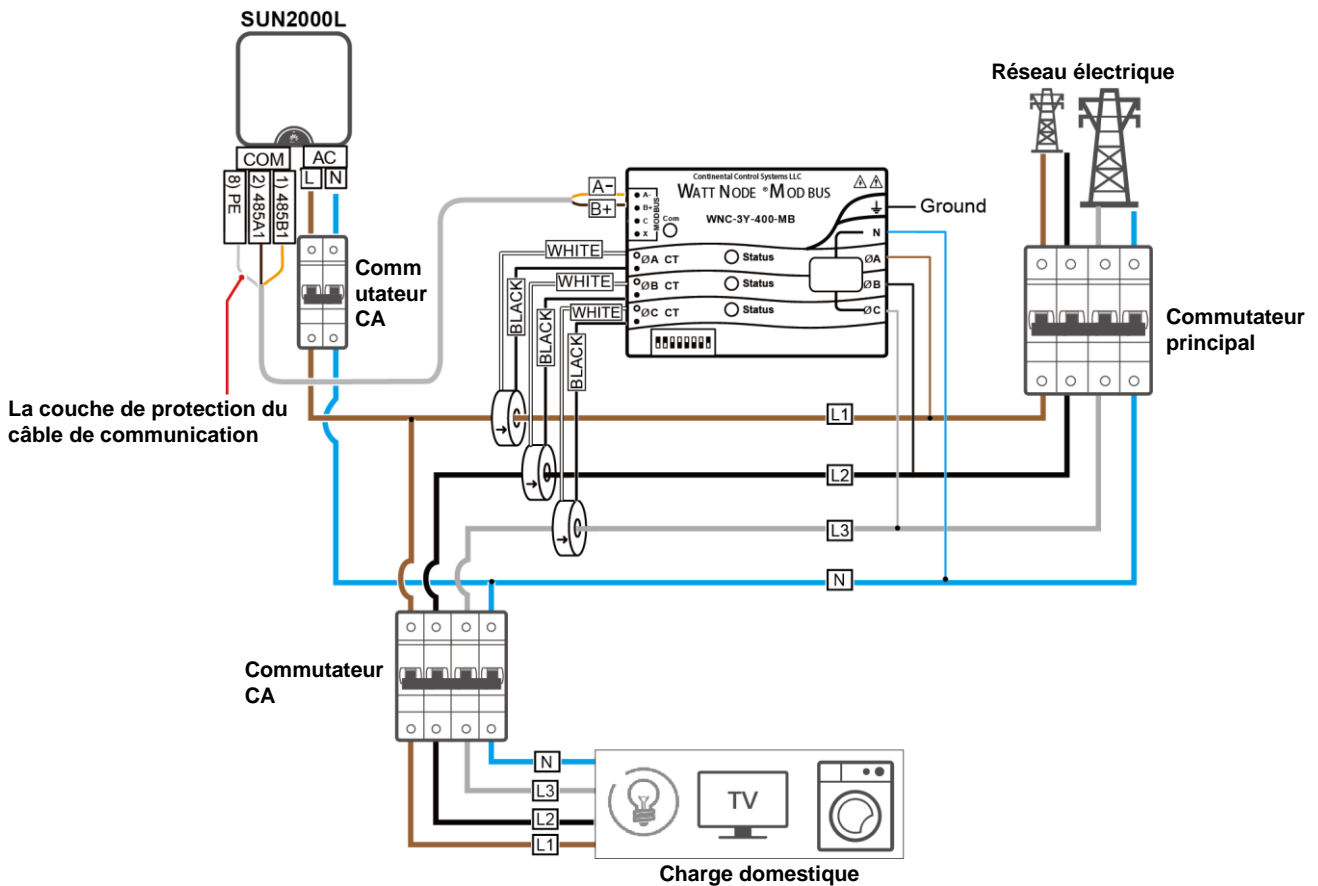 SUN2000L
Réseau électrique
COM
AC
8) PE
2) 485A1
1) 485B1
L
N
Continental Control Systems LLC
WATT NODE ® MOD BUS
WNC-3Y-400-MB
A-
B+
A-
B+
C
X
MODBUS
Com
Ground
N
ØA
ØB
ØC
WHITE
ØA CT
Status
WHITE
ØB CT
Status
WHITE
ØC CT
Status
BLACK
BLACK
BLACK
Comm
utateur
CA
Commutateur
principal
La couche de protection du
câble de communication
L1
L2
L3
N
Commutateur
CA
N
L3
L2
L1
TV
Charge domestique